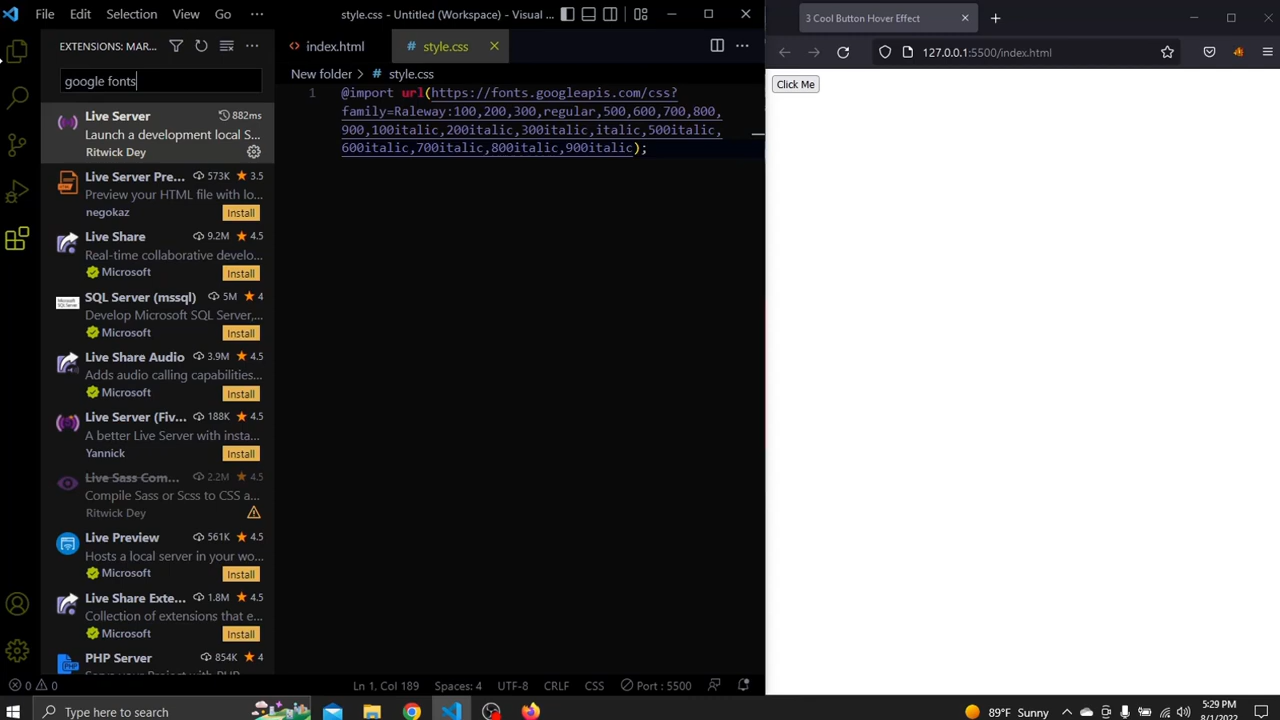 File Edit Selection View Go ··· style.css - Untitled (Workspace) - Visual ...
3 Cool Button Hover Effect
EXTENSIONS: MAR...
index.html
# style.css
127.0.0.1:5500/index.html
google fonts
New folder > # style.css
Click Me
1
@import url(https://fonts.googleapis.com/css?
family=Raleway:100,200,300,regular,500,600,700,800,
900,100italic,200italic,300italic,italic,500italic,
600italic,700italic,800italic,900italic);
Live Server 882ms
Launch a development local S...
Ritwick Dey
Live Server Pre... 573K 3.5
Preview your HTML file with lo...
negokaz Install
Live Share 9.2M 4.5
Real-time collaborative develo...
Microsoft Install
SQL Server (mssql) 5M 4
Develop Microsoft SQL Server,...
Microsoft Install
Live Share Audio 3.9M 4.5
Adds audio calling capabilities...
Microsoft Install
Live Server (Fiv... 188K 4.5
A better Live Server with insta...
Yannick Install
Live Sass Com... 2.2M 4.5
Compile Sass or Scss to CSS a...
Ritwick Dey
Live Preview 561K 4.5
Hosts a local server in your wo...
Microsoft Install
Live Share Exte... 1.8M 4.5
Collection of extensions that e...
Microsoft Install
PHP Server 854K 4
0 0 Ln 1, Col 189 Spaces: 4 UTF-8 CRLF CSS Port : 5500
Type here to search
89°F Sunny
5:29 PM